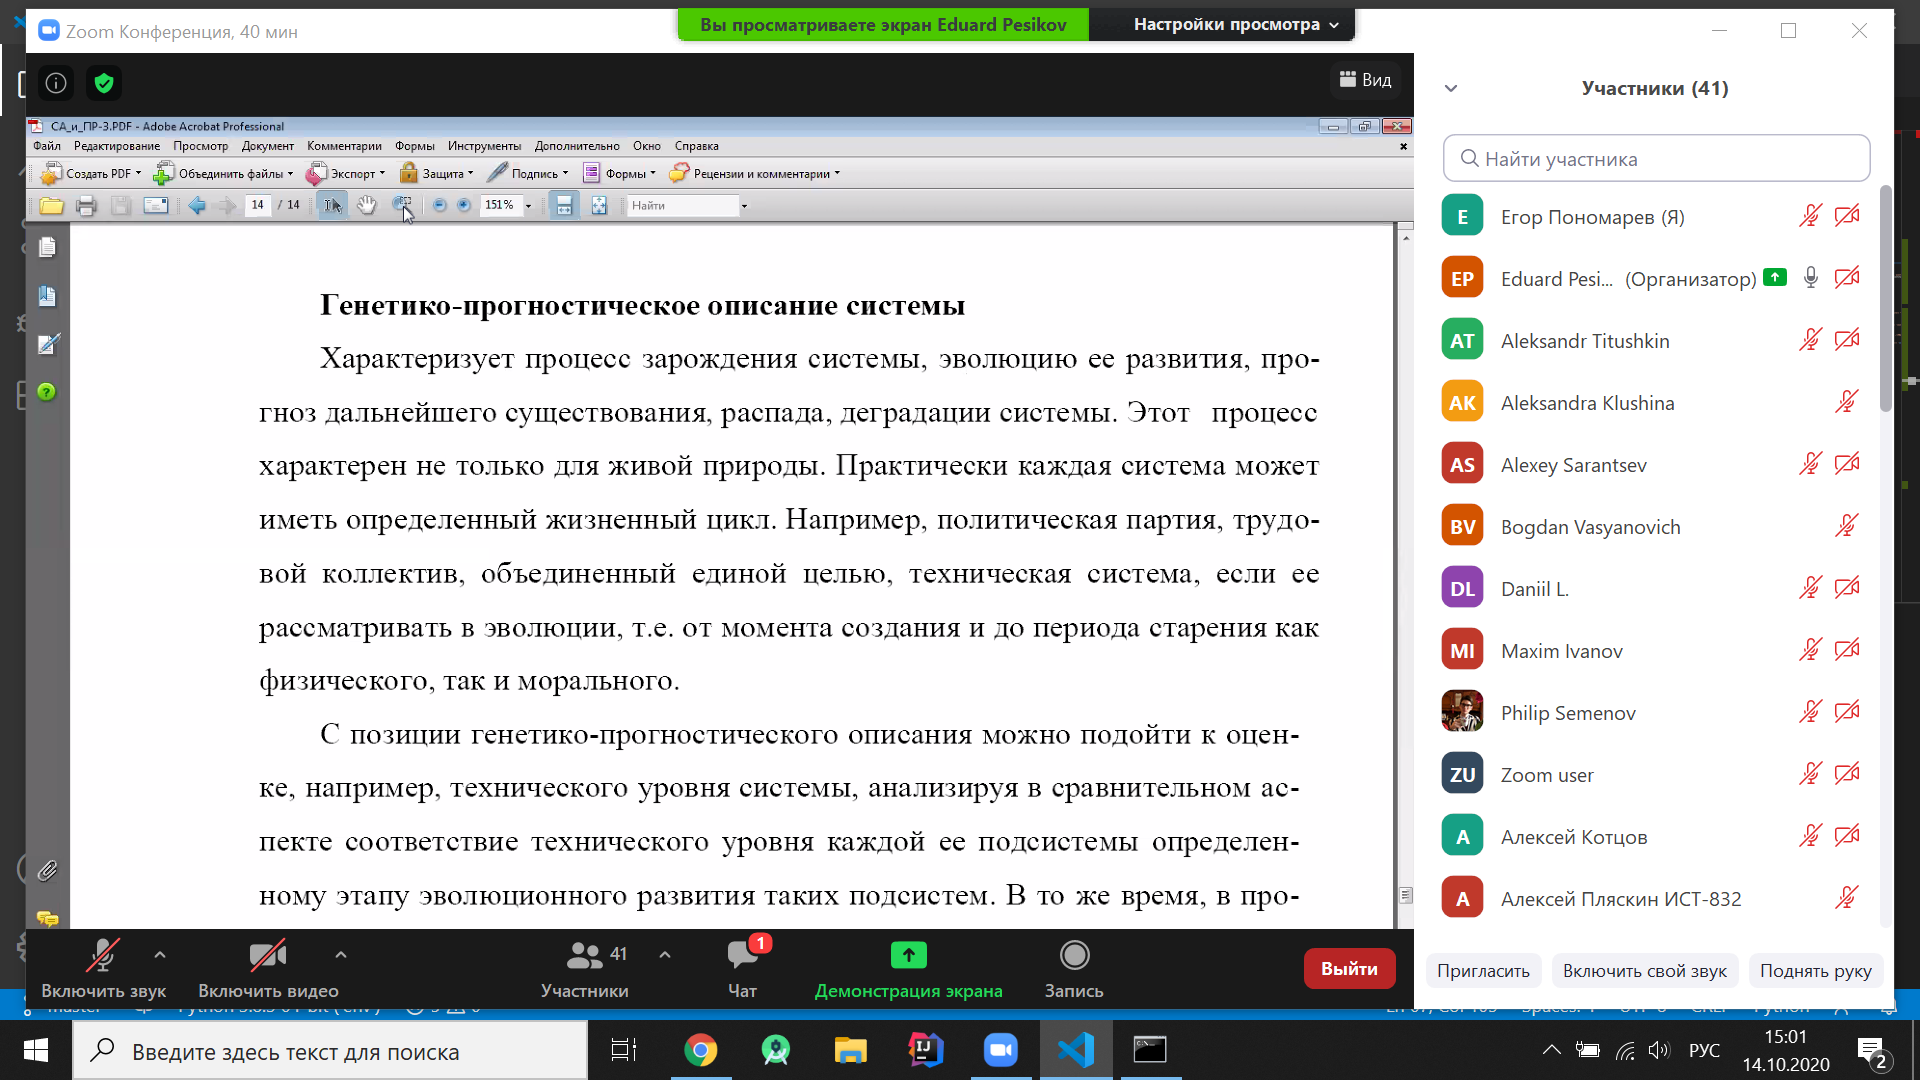 Zoom Конференция, 40 мин
Вы просматриваете экран Eduard Pesikov
Настройки просмотра
Вид
СА_и_ПР-3.PDF - Adobe Acrobat Professional
Файл Редактирование Просмотр Документ Комментарии Формы Инструменты Дополнительно Окно Справка
Создать PDF Объединить файлы Экспорт Защита Подпись Формы Рецензии и комментарии
14 / 14 151% Найти
Генетико-прогностическое описание системы
Характеризует процесс зарождения системы, эволюцию ее развития, про-
гноз дальнейшего существования, распада, деградации системы. Этот процесс
характерен не только для живой природы. Практически каждая система может
иметь определенный жизненный цикл. Например, политическая партия, трудо-
вой коллектив, объединенный единой целью, техническая система, если ее
рассматривать в эволюции, т.е. от момента создания и до периода старения как
физического, так и морального.
С позиции генетико-прогностического описания можно подойти к оцен-
ке, например, технического уровня системы, анализируя в сравнительном ас-
пекте соответствие технического уровня каждой ее подсистемы определен-
ному этапу эволюционного развития таких подсистем. В то же время, в про-
Участники (41)
Найти участника
Е Егор Пономарев (Я)
EP Eduard Pesi... (Организатор)
AT Aleksandr Titushkin
AK Aleksandra Klushina
AS Alexey Sarantsev
BV Bogdan Vasyanovich
DL Daniil L.
MI Maxim Ivanov
Philip Semenov
ZU Zoom user
А Алексей Котцов
А Алексей Пляскин ИСТ-832
Пригласить Включить свой звук Поднять руку
41 1
Включить звук Включить видео Участники Чат Демонстрация экрана Запись Выйти
Введите здесь текст для поиска
РУС
15:01
14.10.2020
2